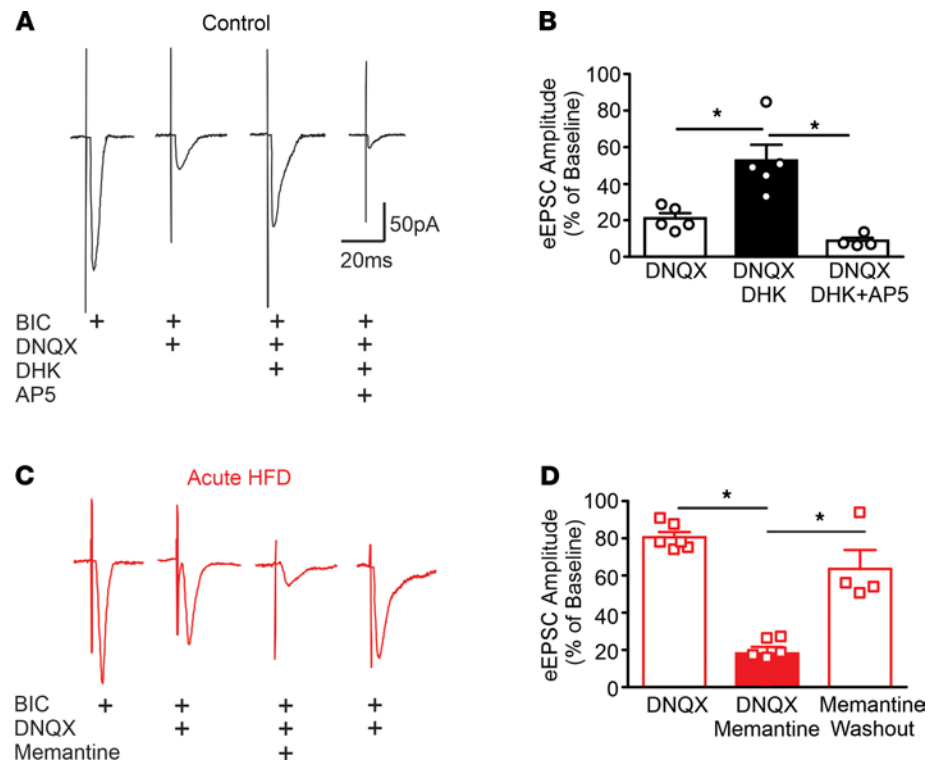 A
Control
50pA
20ms
BIC + + + +
DNQX + + +
DHK + +
AP5 +
B
eEPSC Amplitude
(% of Baseline)
100
80
60
40
20
0
* *
DNQX DNQX DNQX
DHK DHK+AP5
C
Acute HFD
BIC + + + +
DNQX + + +
Memantine +
D
eEPSC Amplitude
(% of Baseline)
100
80
60
40
20
0
* *
DNQX DNQX Memantine
Memantine Washout